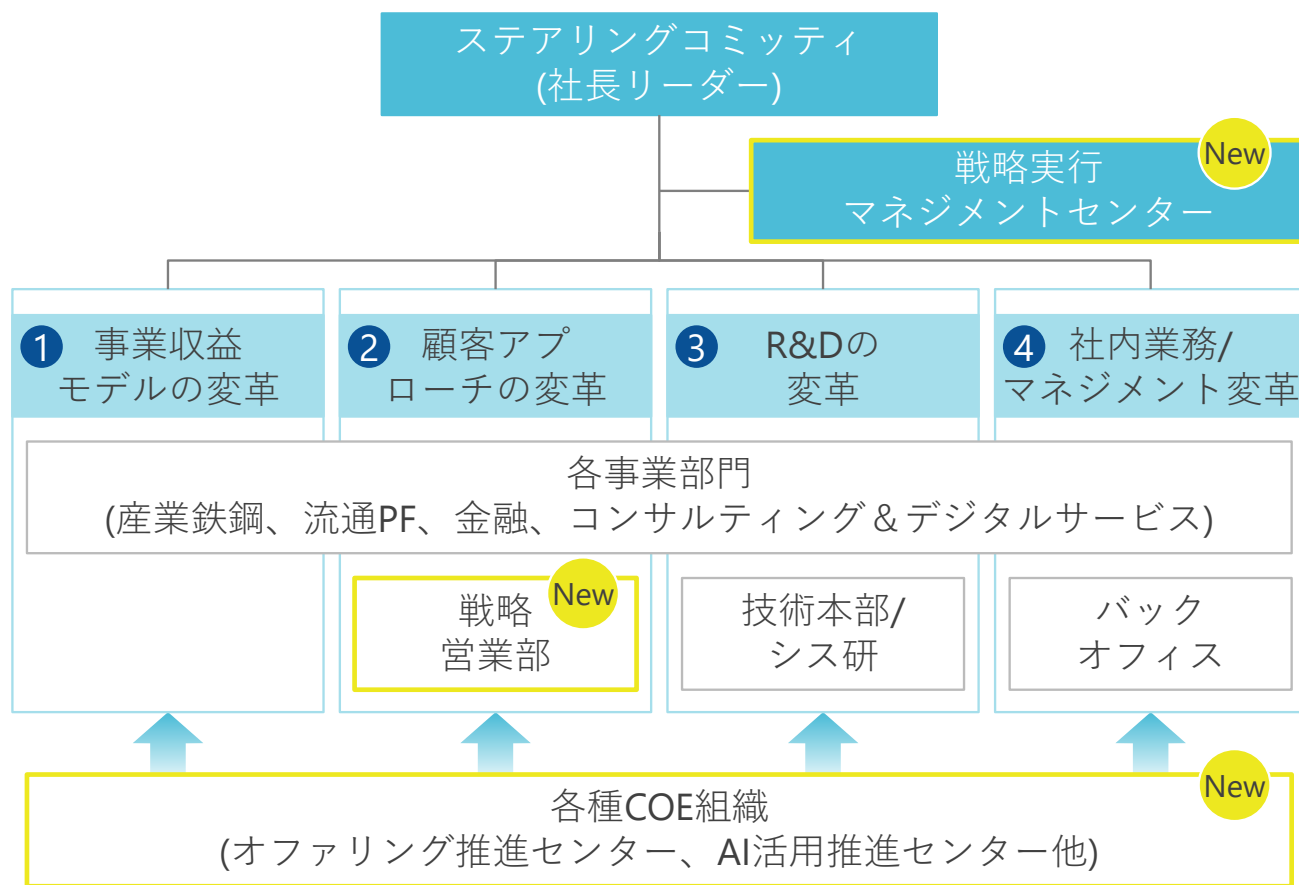 ステアリングコミッティ
(社長リーダー)
New
戦略実行
マネジメントセンター
1 事業収益
モデルの変革
2 顧客アプ
ローチの変革
3 R&Dの
変革
4 社内業務/
マネジメント変革
各事業部門
(産業鉄鋼、流通PF、金融、コンサルティング＆デジタルサービス)
New
戦略
営業部
技術本部/
シス研
バック
オフィス
New
各種COE組織
(オファリング推進センター、AI活用推進センター他)